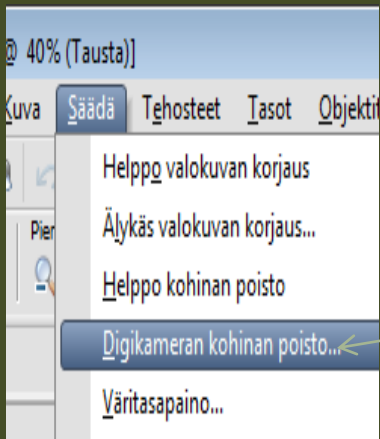 @ 40% (Tausta)]
Kuva Säädä Tehosteet Tasot Objektit
Helppo valokuvan korjaus
Pien
Älykäs valokuvan korjaus...
Helppo kohinan poisto
Digikameran kohinan poisto...
Väritasapaino...